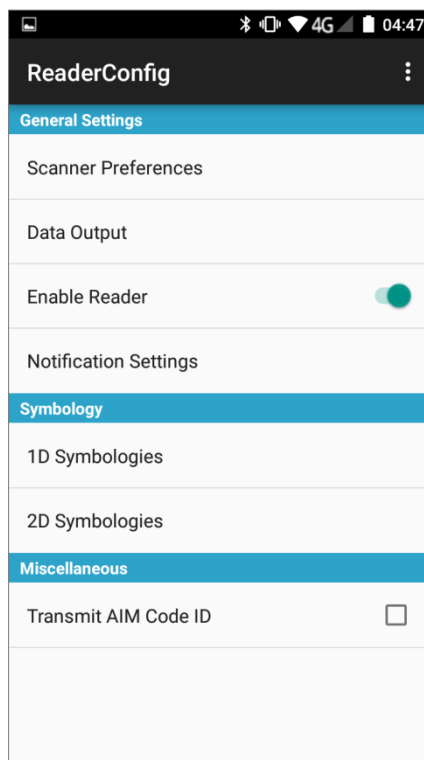 4G 04:47
ReaderConfig
General Settings
Scanner Preferences
Data Output
Enable Reader
Notification Settings
Symbology
1D Symbologies
2D Symbologies
Miscellaneous
Transmit AIM Code ID